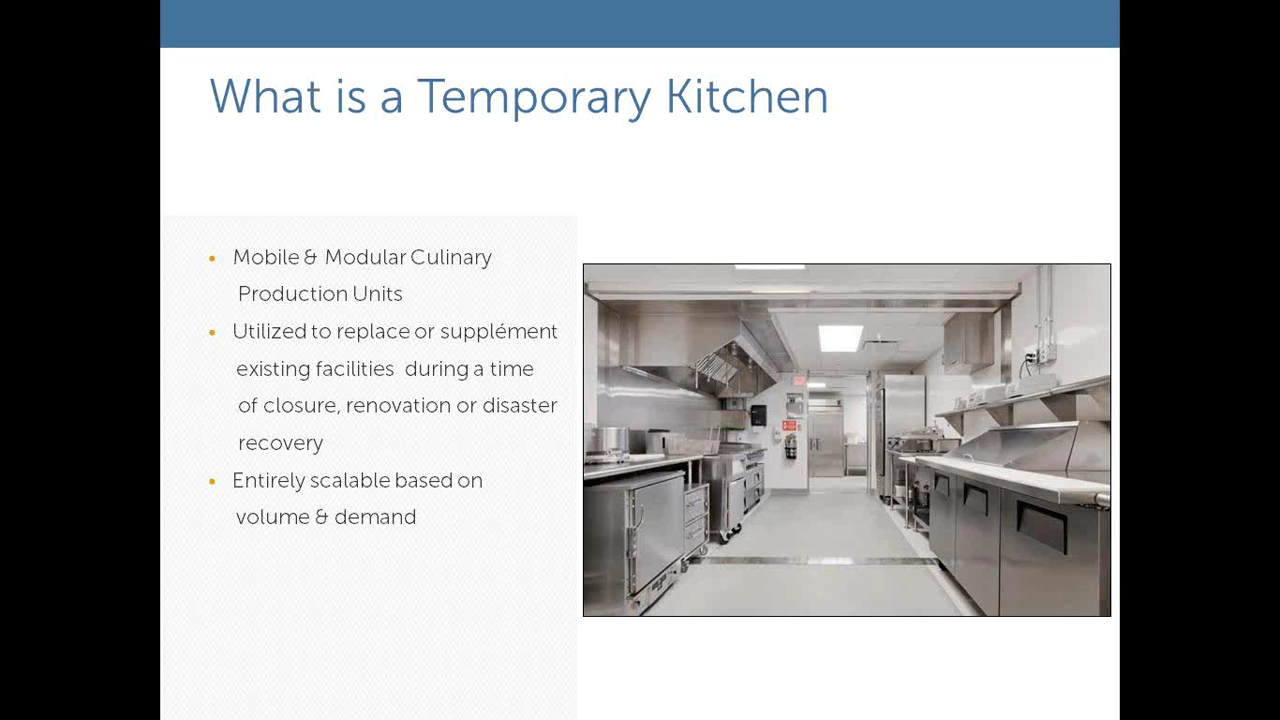 What is a Temporary Kitchen
• Mobile & Modular Culinary
Production Units
• Utilized to replace or supplément
existing facilities during a time
of closure, renovation or disaster
recovery
• Entirely scalable based on
volume & demand